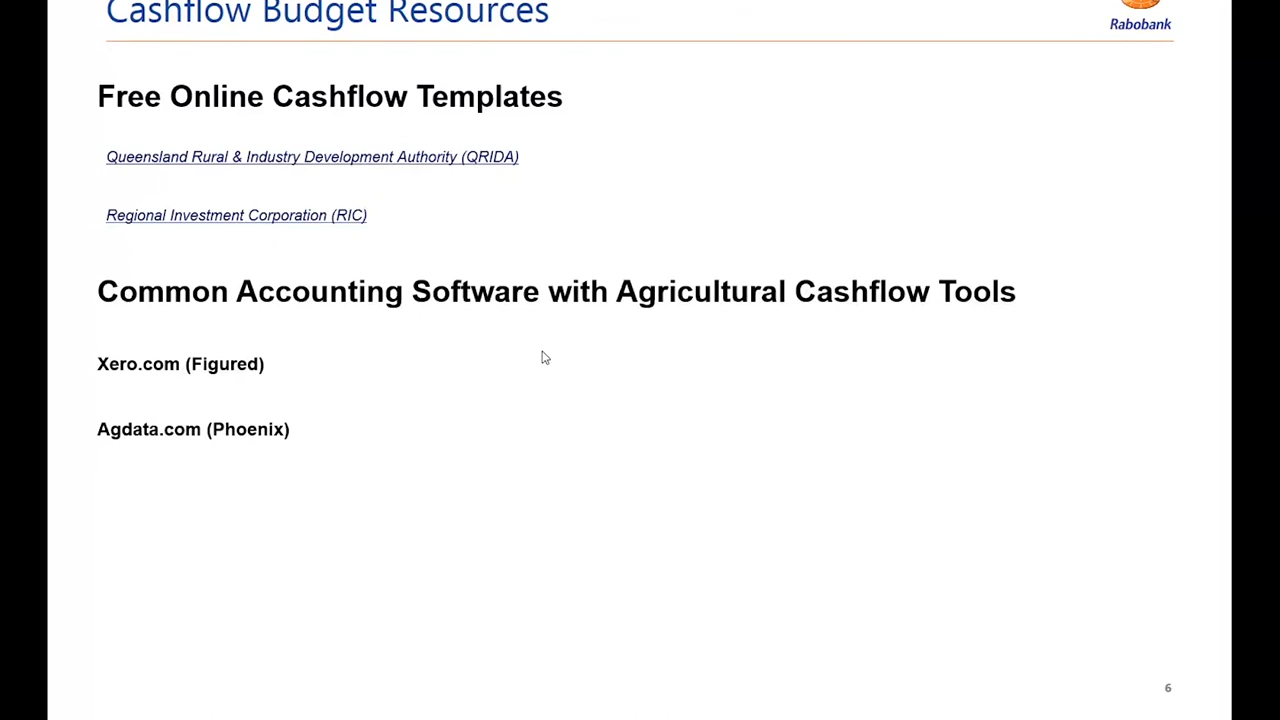 Cashflow Budget Resources
Rabobank
Free Online Cashflow Templates
Queensland Rural & Industry Development Authority (QRIDA)
Regional Investment Corporation (RIC)
Common Accounting Software with Agricultural Cashflow Tools
Xero.com (Figured)
Agdata.com (Phoenix)
6